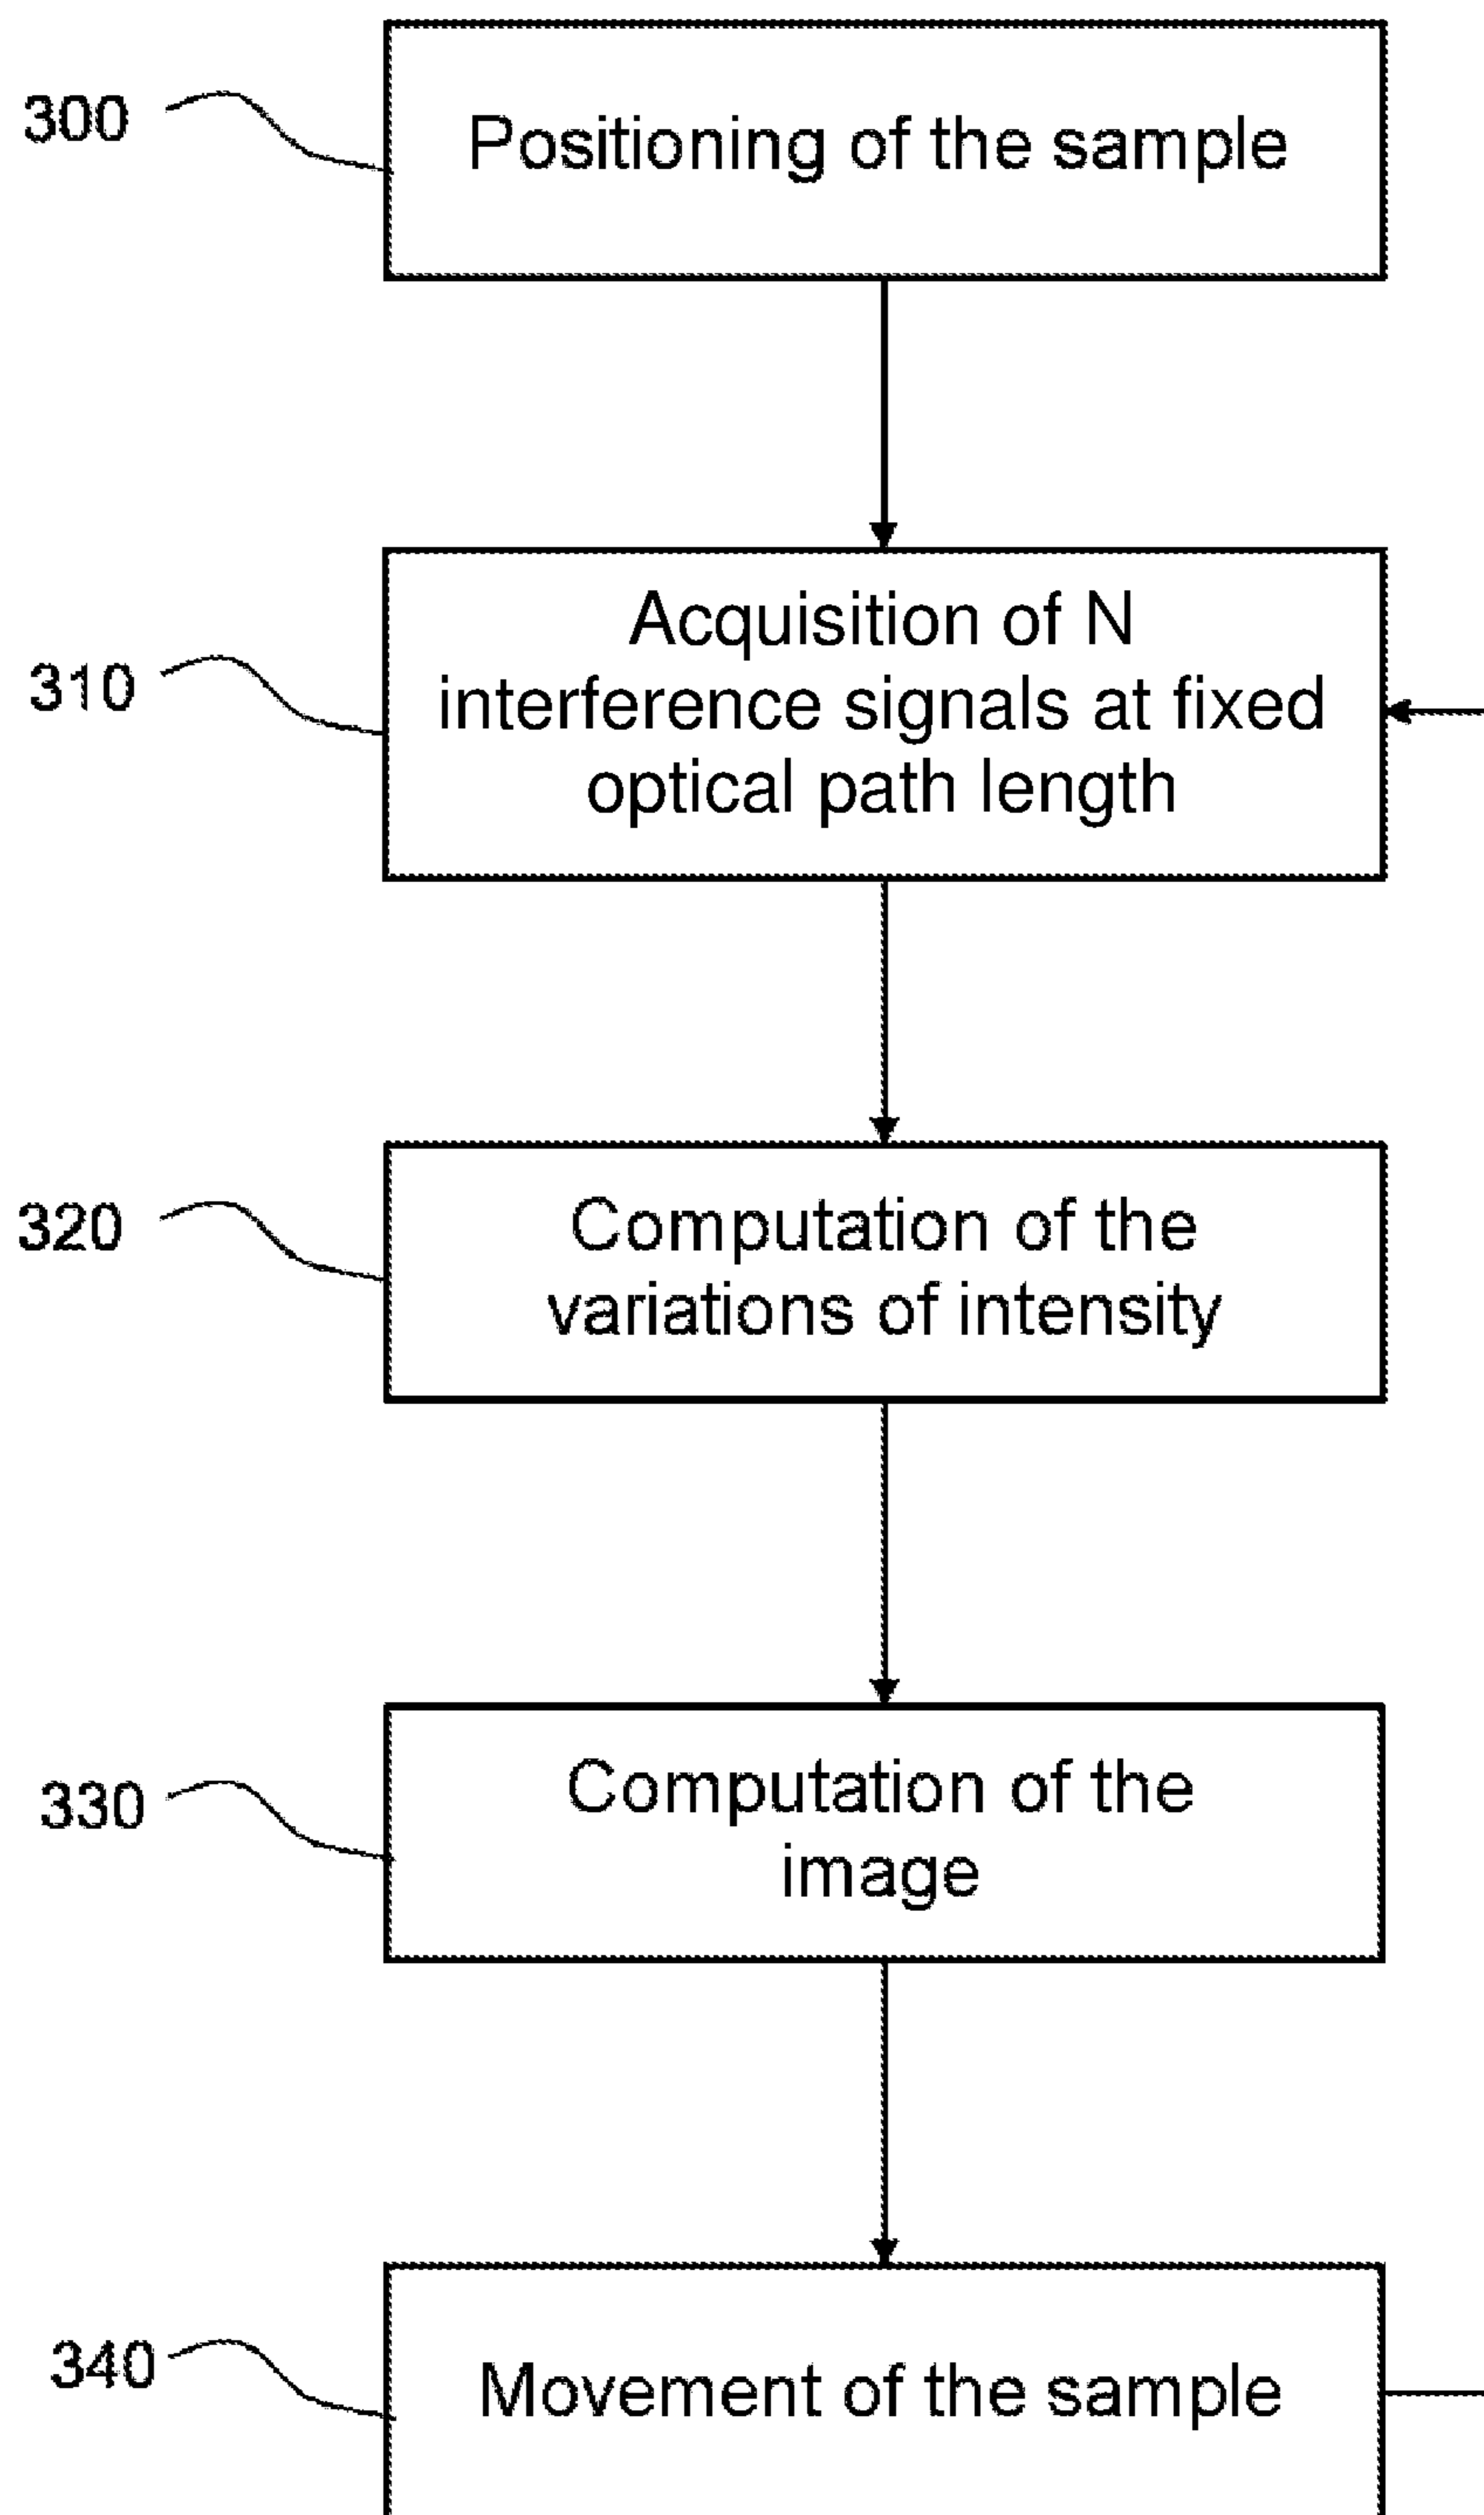 300
Positioning of the sample
310
Acquisition of N
interference signals at fixed
optical path length
320
Computation of the
variations of intensity
330
Computation of the
image
340
Movement of the sample